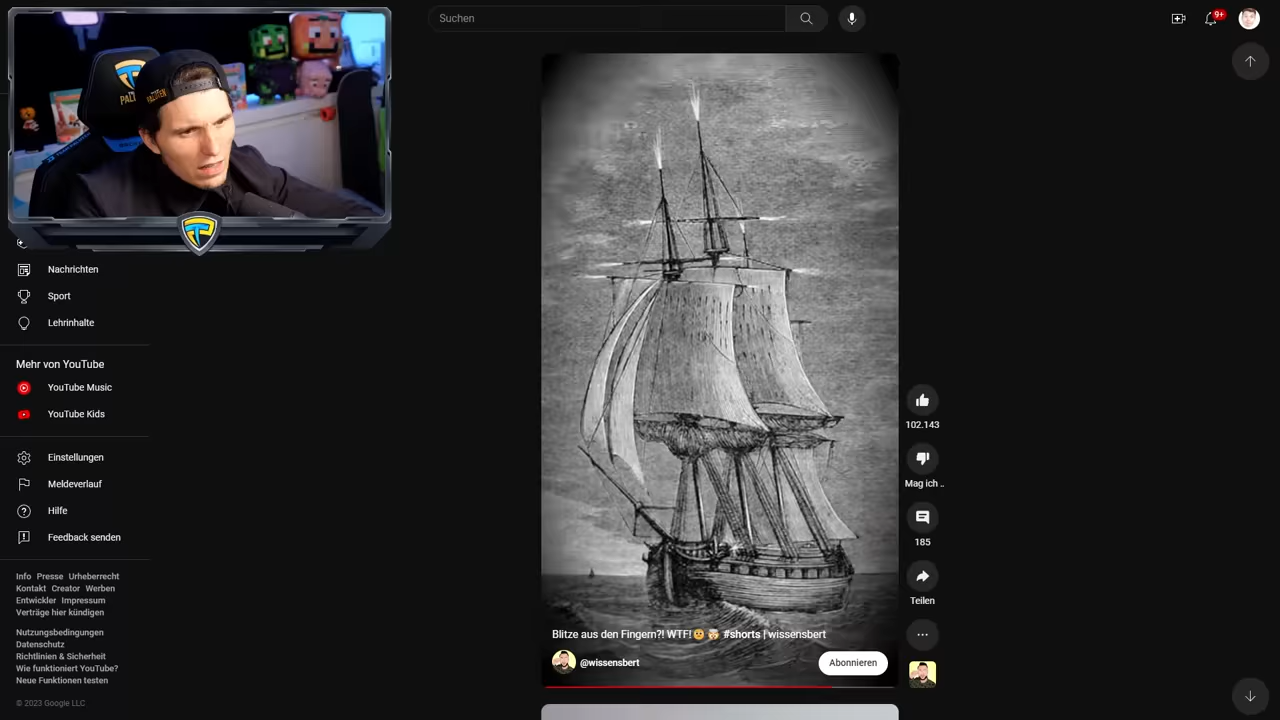 Suchen
9+
Nachrichten
Sport
Lehrinhalte
Mehr von YouTube
YouTube Music
YouTube Kids
Einstellungen
Meldeverlauf
Hilfe
Feedback senden
Info Presse Urheberrecht
Kontakt Creator Werben
Entwickler Impressum
Verträge hier kündigen
Nutzungsbedingungen
Datenschutz
Richtlinien & Sicherheit
Wie funktioniert YouTube?
Neue Funktionen testen
© 2023 Google LLC
Blitze aus den Fingern?! WTF!😕🤯 #shorts | wissensbert
@wissensbert
Abonnieren
102.143
Mag ich ..
185
Teilen